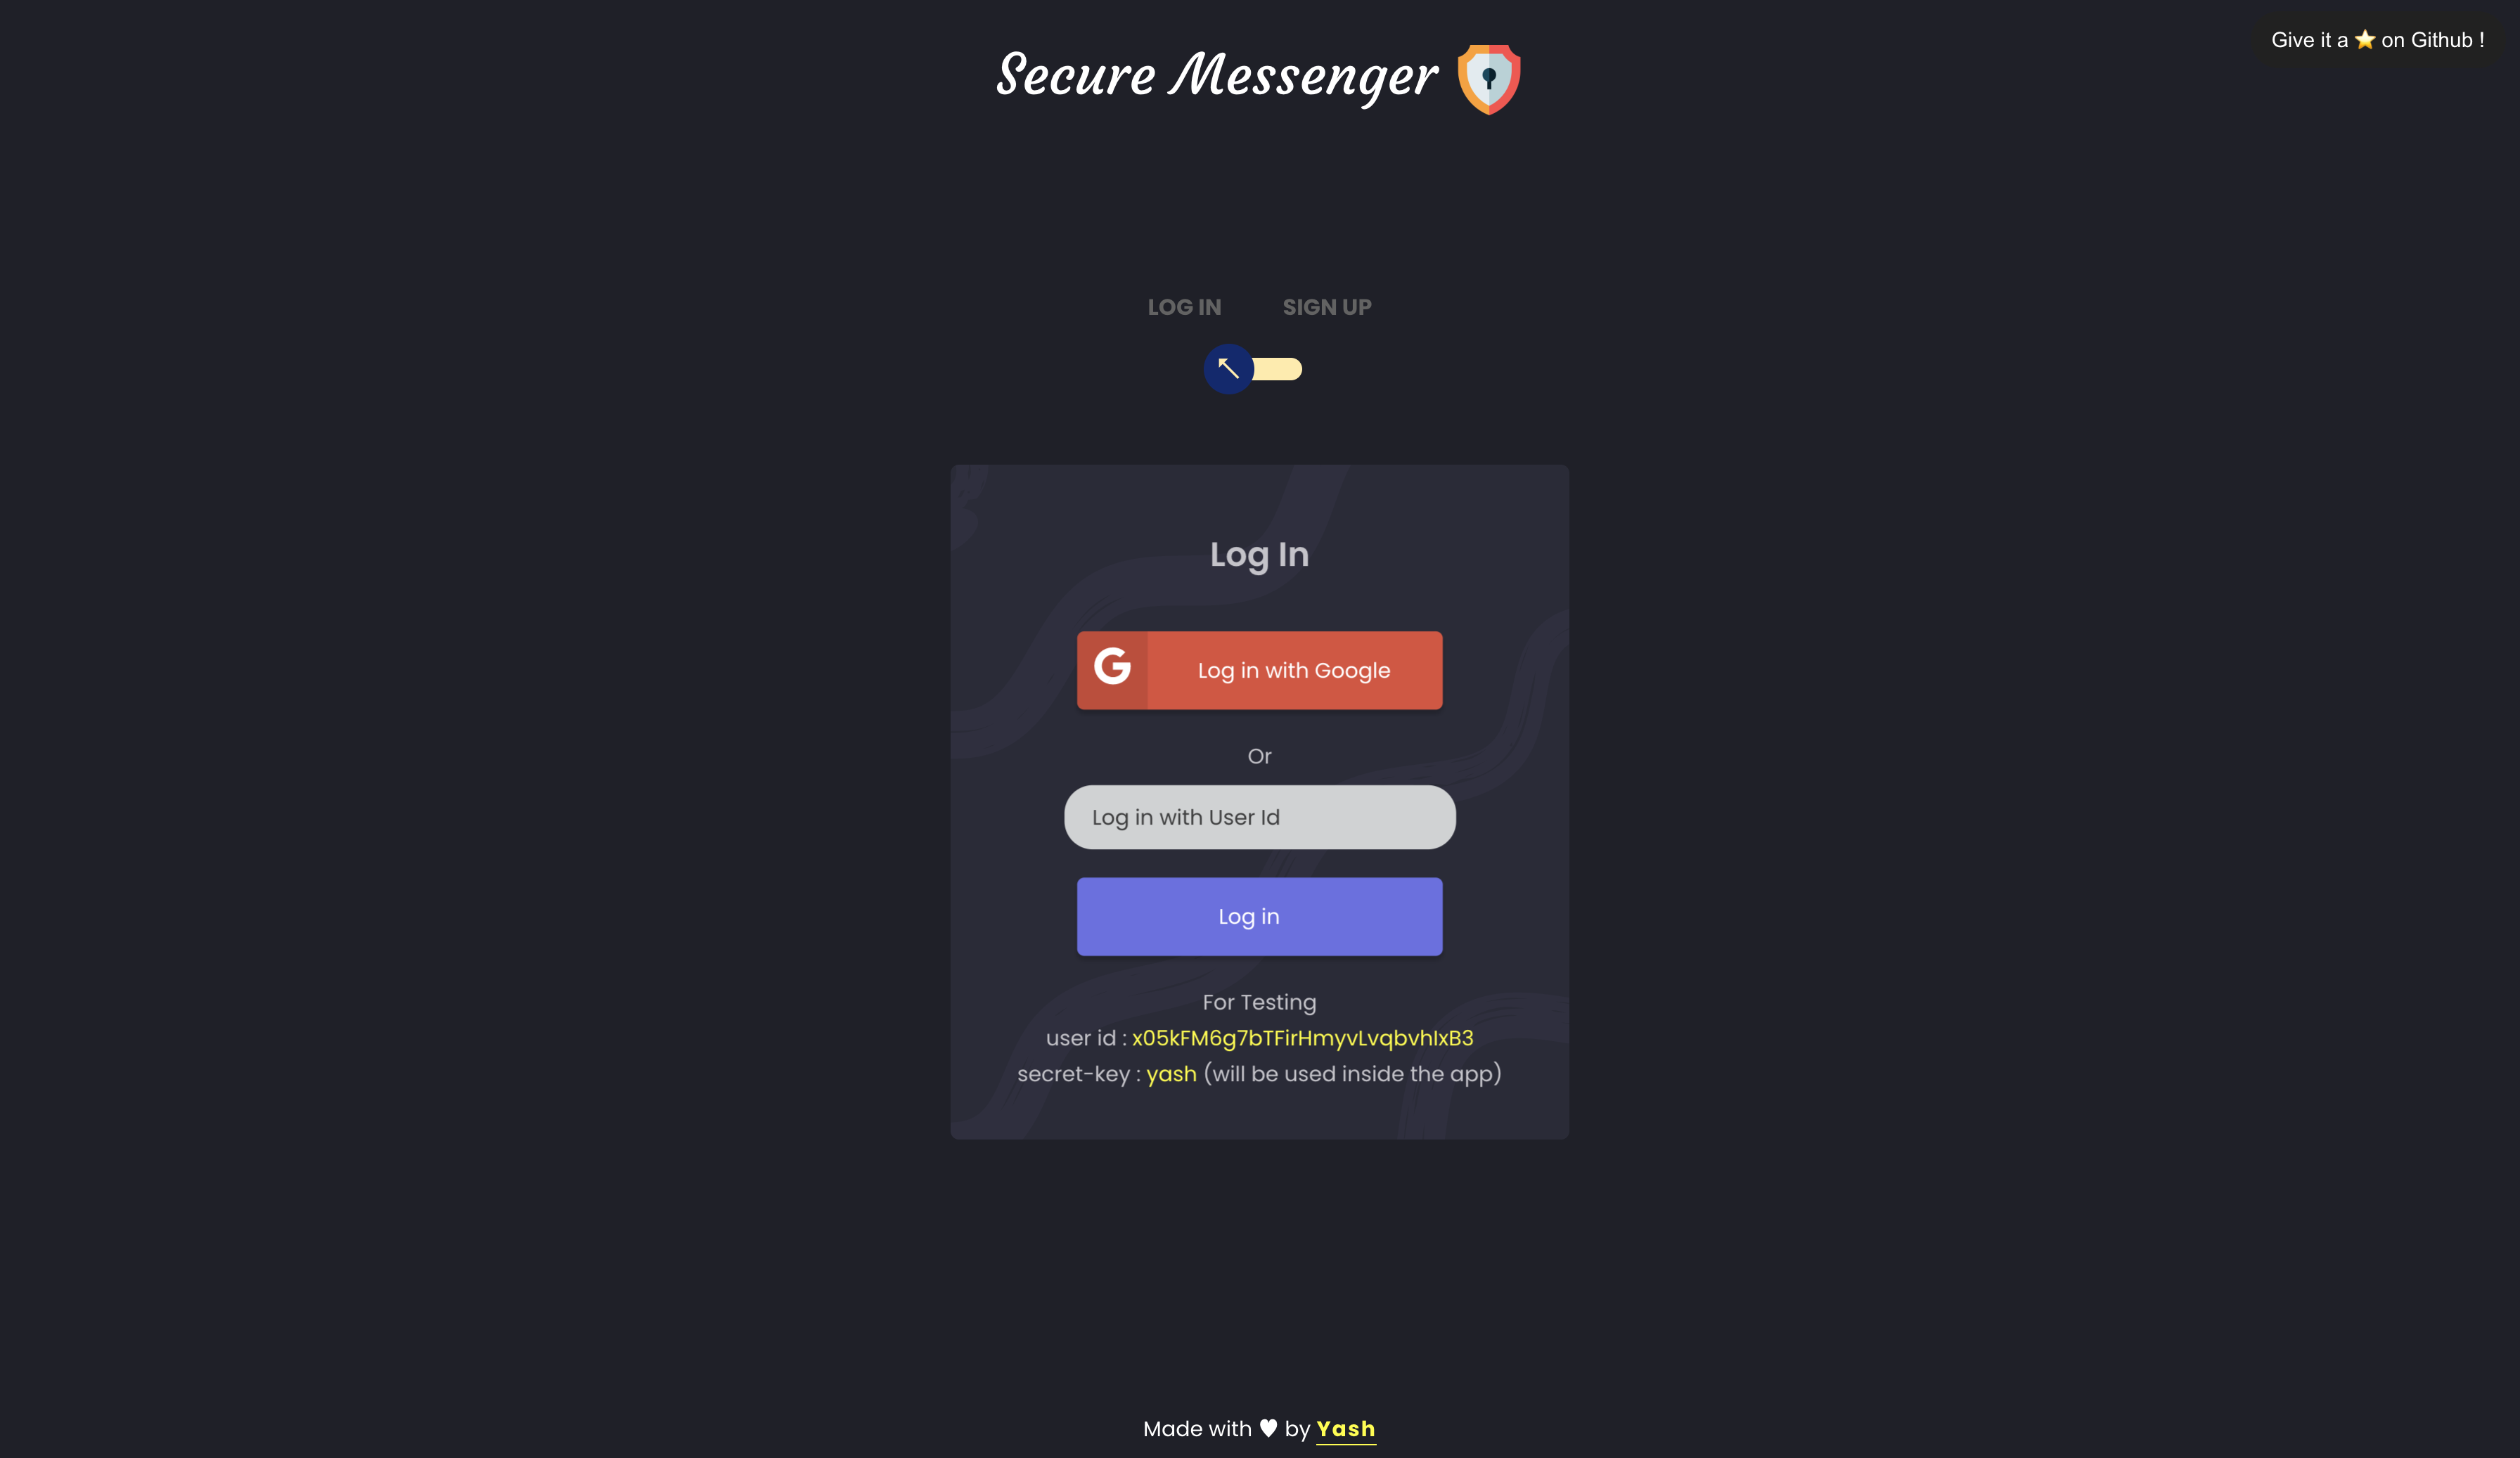 Give it a ⭐ on Github !
Secure Messenger
LOG IN SIGN UP
Log In
Log in with Google
Or
Log in with User Id
Log in
For Testing
user id : x05kFM6g7bTFirHmyvLvqbvhIxB3
secret-key : yash (will be used inside the app)
Made with ♥ by Yash